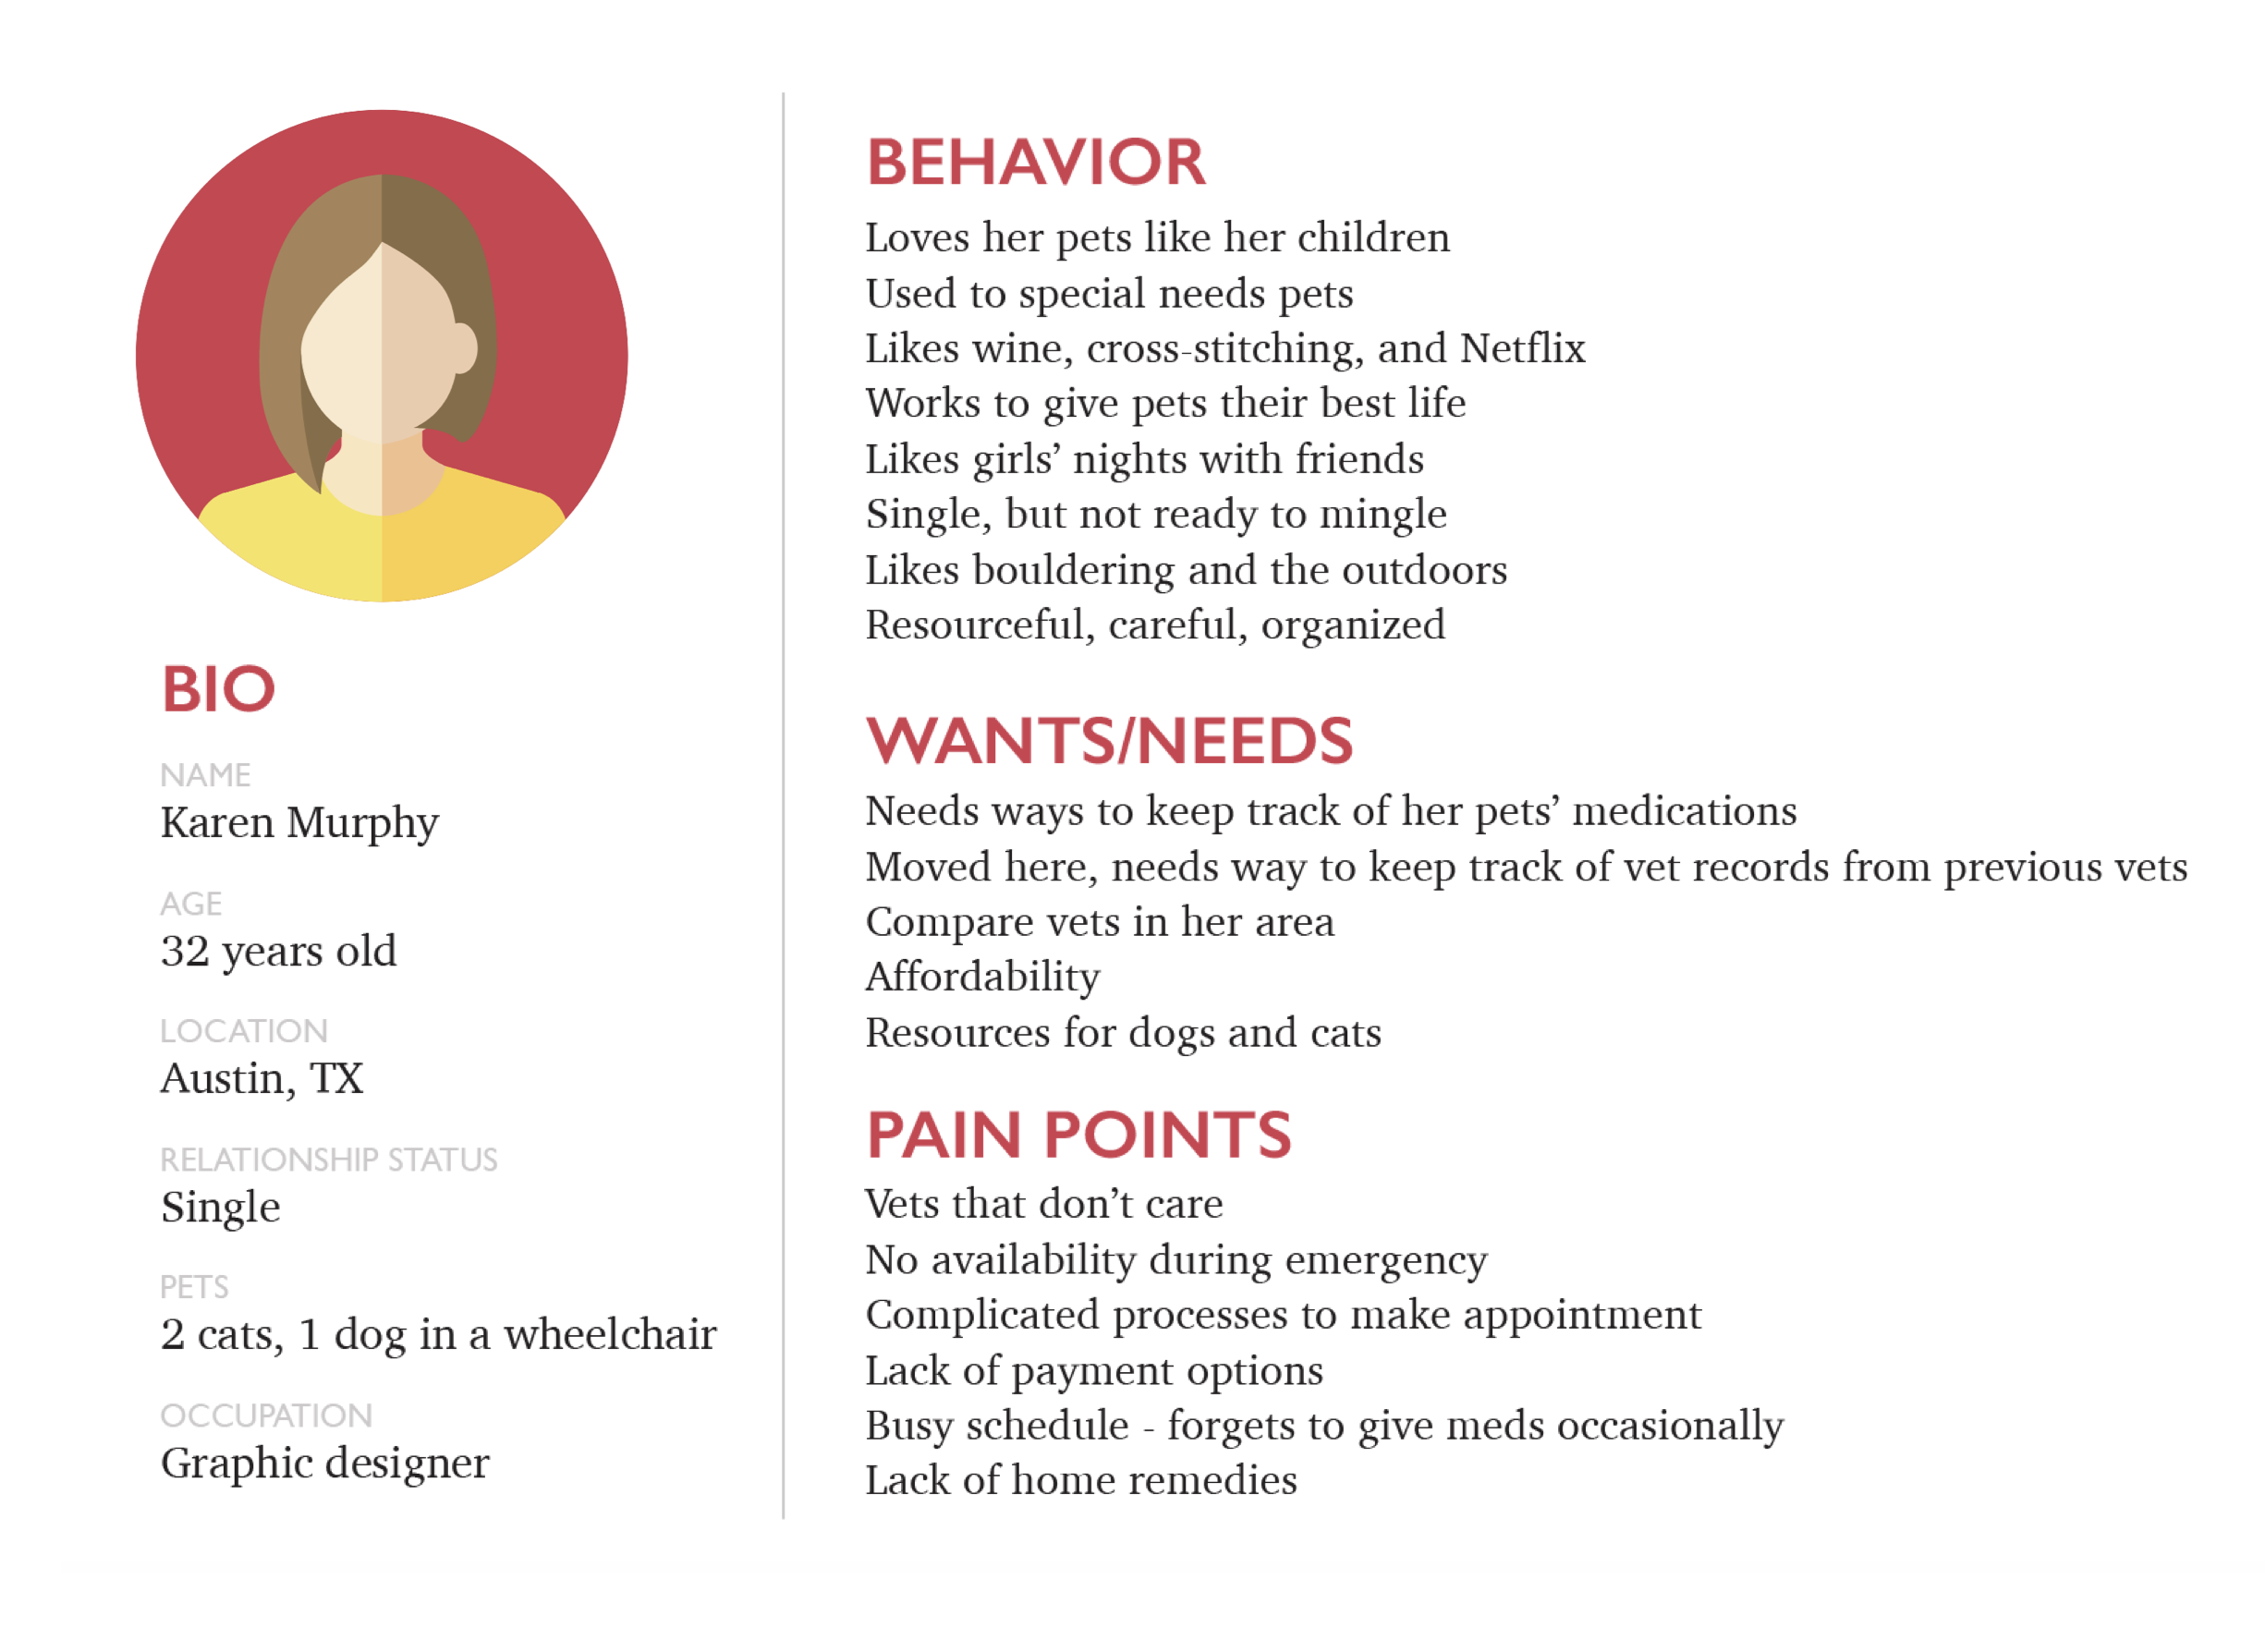 BIO
NAME
Karen Murphy
AGE
32 years old
LOCATION
Austin, TX
RELATIONSHIP STATUS
Single
PETS
2 cats, 1 dog in a wheelchair
OCCUPATION
Graphic designer
BEHAVIOR
Loves her pets like her children
Used to special needs pets
Likes wine, cross-stitching, and Netflix
Works to give pets their best life
Likes girls’ nights with friends
Single, but not ready to mingle
Likes bouldering and the outdoors
Resourceful, careful, organized
WANTS/NEEDS
Needs ways to keep track of her pets’ medications
Moved here, needs way to keep track of vet records from previous vets
Compare vets in her area
Affordability
Resources for dogs and cats
PAIN POINTS
Vets that don’t care
No availability during emergency
Complicated processes to make appointment
Lack of payment options
Busy schedule - forgets to give meds occasionally
Lack of home remedies